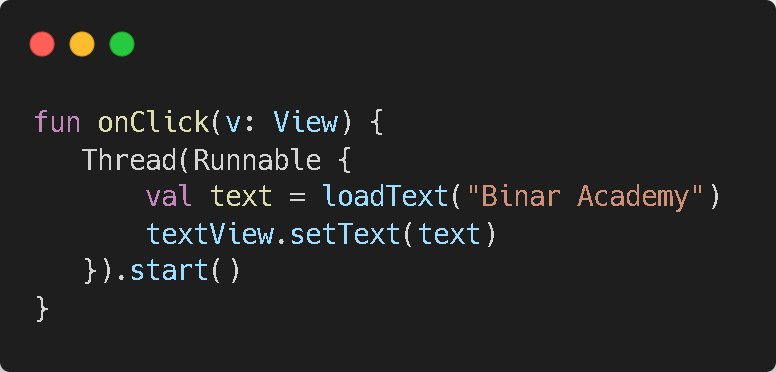 fun onClick(v: View) {
    Thread(Runnable {
        val text = loadText("Binar Academy")
        textView.setText(text)
    }).start()
}